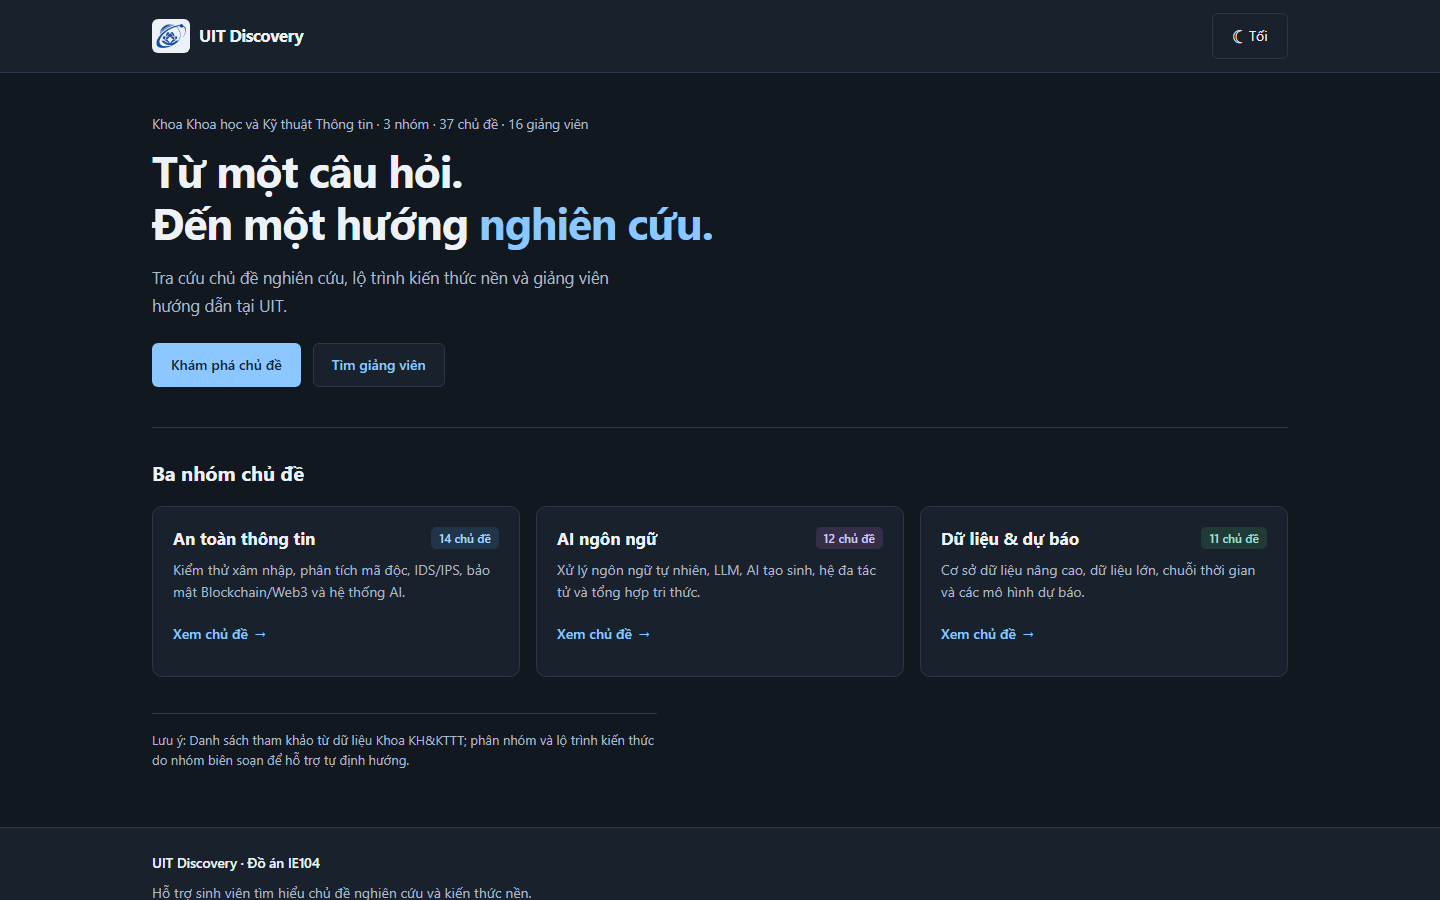 UIT Discovery
Tối
Khoa Khoa học và Kỹ thuật Thông tin · 3 nhóm · 37 chủ đề · 16 giảng viên
Từ một câu hỏi.
Đến một hướng nghiên cứu.
Tra cứu chủ đề nghiên cứu, lộ trình kiến thức nền và giảng viên
hướng dẫn tại UIT.
Khám phá chủ đề
Tìm giảng viên
Ba nhóm chủ đề
An toàn thông tin
14 chủ đề
Kiểm thử xâm nhập, phân tích mã độc, IDS/IPS, bảo
mật Blockchain/Web3 và hệ thống AI.
Xem chủ đề →
AI ngôn ngữ
12 chủ đề
Xử lý ngôn ngữ tự nhiên, LLM, AI tạo sinh, hệ đa tác
tử và tổng hợp tri thức.
Xem chủ đề →
Dữ liệu & dự báo
11 chủ đề
Cơ sở dữ liệu nâng cao, dữ liệu lớn, chuỗi thời gian
và các mô hình dự báo.
Xem chủ đề →
Lưu ý: Danh sách tham khảo từ dữ liệu Khoa KH&KTTT; phân nhóm và lộ trình kiến thức
do nhóm biên soạn để hỗ trợ tự định hướng.
UIT Discovery · Đồ án IE104
Hỗ trợ sinh viên tìm hiểu chủ đề nghiên cứu và kiến thức nền.